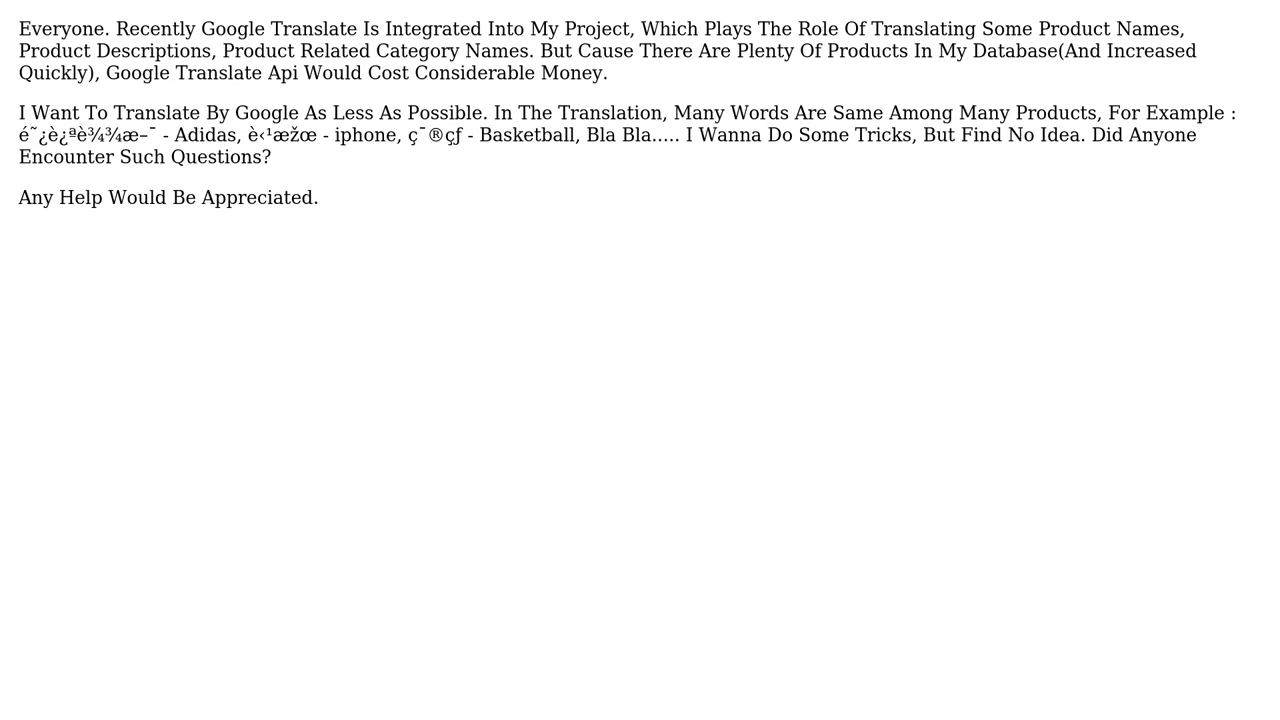 Everyone. Recently Google Translate Is Integrated Into My Project, Which Plays The Role Of Translating Some Product Names,
Product Descriptions, Product Related Category Names. But Cause There Are Plenty Of Products In My Database(And Increased
Quickly), Google Translate Api Would Cost Considerable Money.
I Want To Translate By Google As Less As Possible. In The Translation, Many Words Are Same Among Many Products, For Example :
é˜¿è¿ªè¾¾æ–¯ - Adidas, è‹¹æžœ - iphone, ç¯®çƒ - Basketball, Bla Bla..... I Wanna Do Some Tricks, But Find No Idea. Did Anyone
Encounter Such Questions?
Any Help Would Be Appreciated.